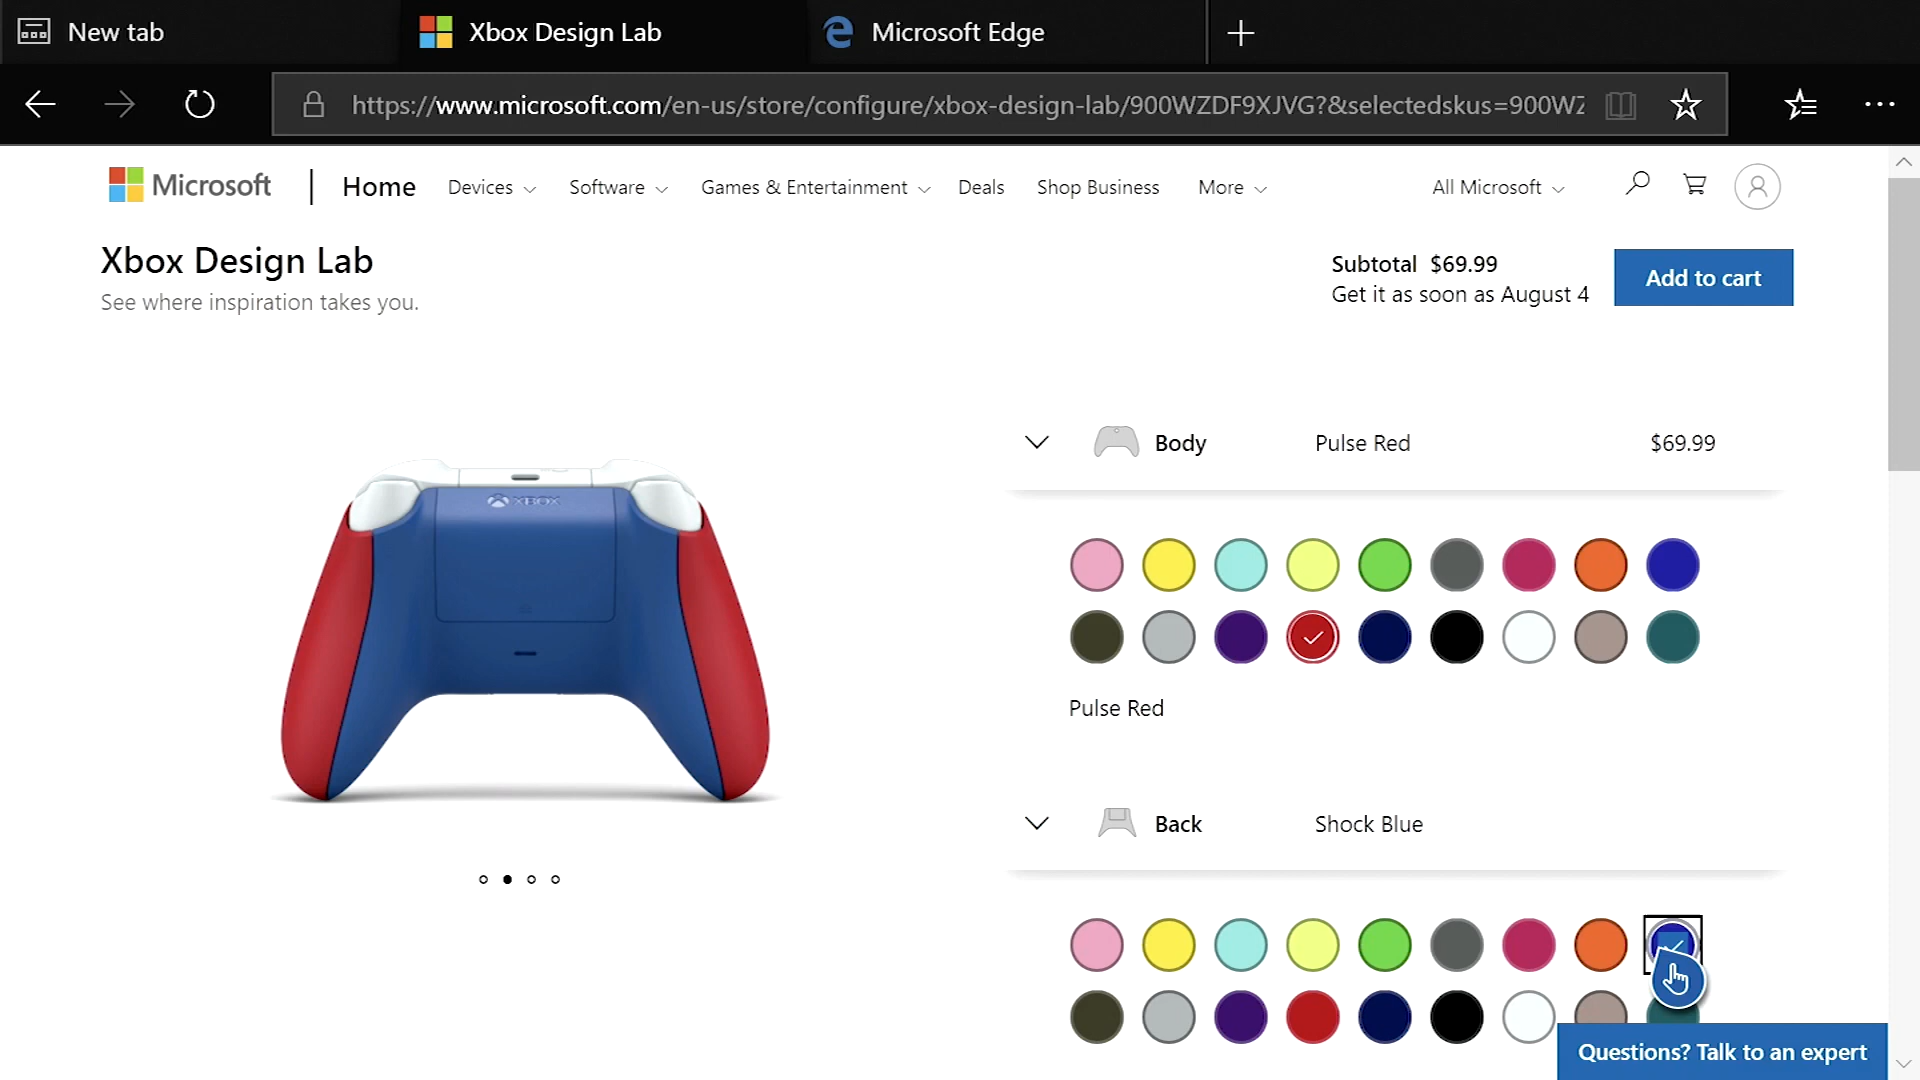 New tab
Xbox Design Lab
Microsoft Edge
https://www.microsoft.com/en-us/store/configure/xbox-design-lab/900WZDF9XJVG?&selectedskus=900WZ
Microsoft
Home Devices Software Games & Entertainment Deals Shop Business More All Microsoft
Xbox Design Lab
See where inspiration takes you.
Subtotal $69.99
Get it as soon as August 4
Add to cart
Body Pulse Red $69.99
XBOX
Pulse Red
Back Shock Blue
Questions? Talk to an expert